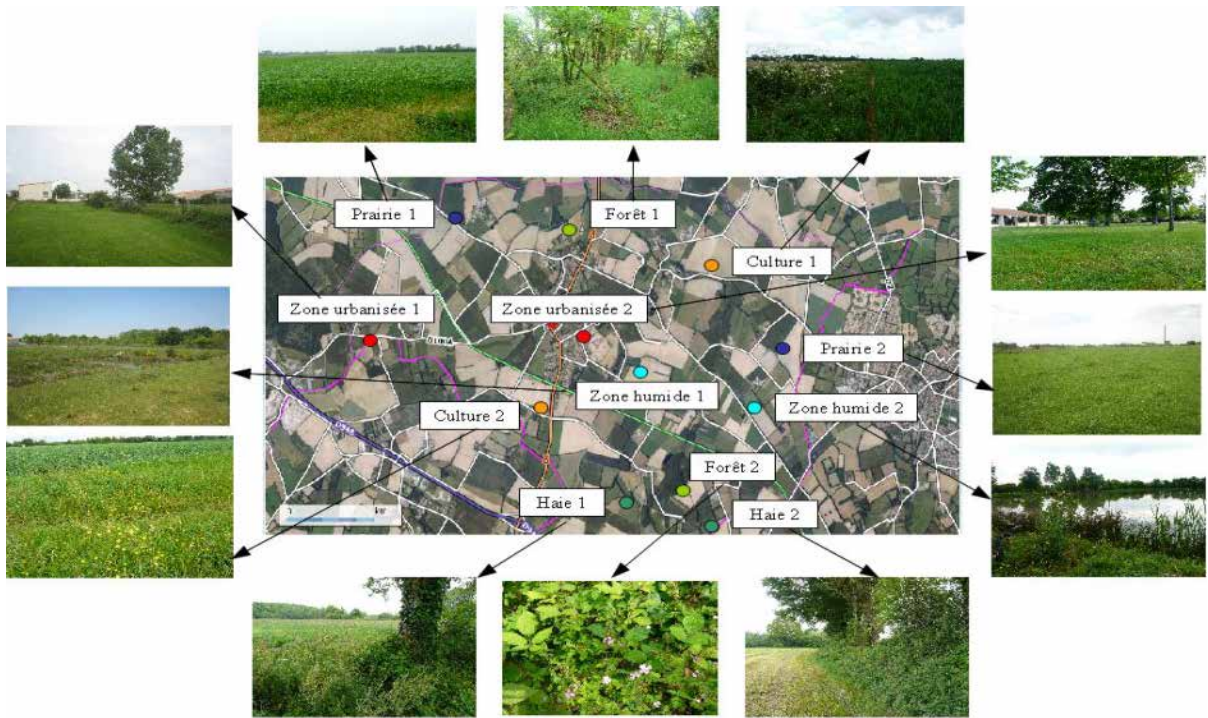 Prairie 1
Forêt 1
Culture 1
Zone urbanisée 1
Zone urbanisée 2
Prairie 2
Zone humide 1
Zone humide 2
Culture 2
Forêt 2
Haie 1
Haie 2
0
km